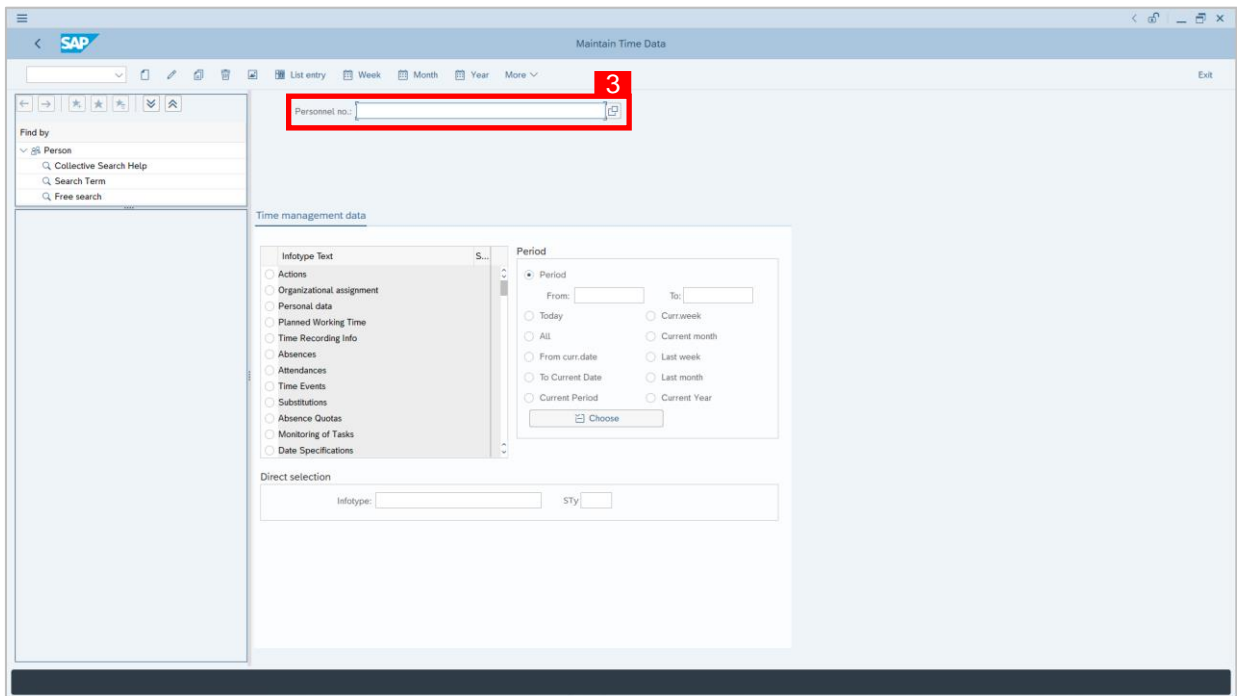 SAP
Maintain Time Data
List entry Week Month Year More Exit
3
Personnel no.:
Find by
Person
Collective Search Help
Search Term
Free search
Time management data
Infotype Text S...
Actions
Organizational assignment
Personal data
Planned Working Time
Time Recording Info
Absences
Attendances
Time Events
Substitutions
Absence Quotas
Monitoring of Tasks
Date Specifications
Period
Period
From: To:
Today Curr.week
All Current month
From curr.date Last week
To Current Date Last month
Current Period Current Year
Choose
Direct selection
Infotype: STy